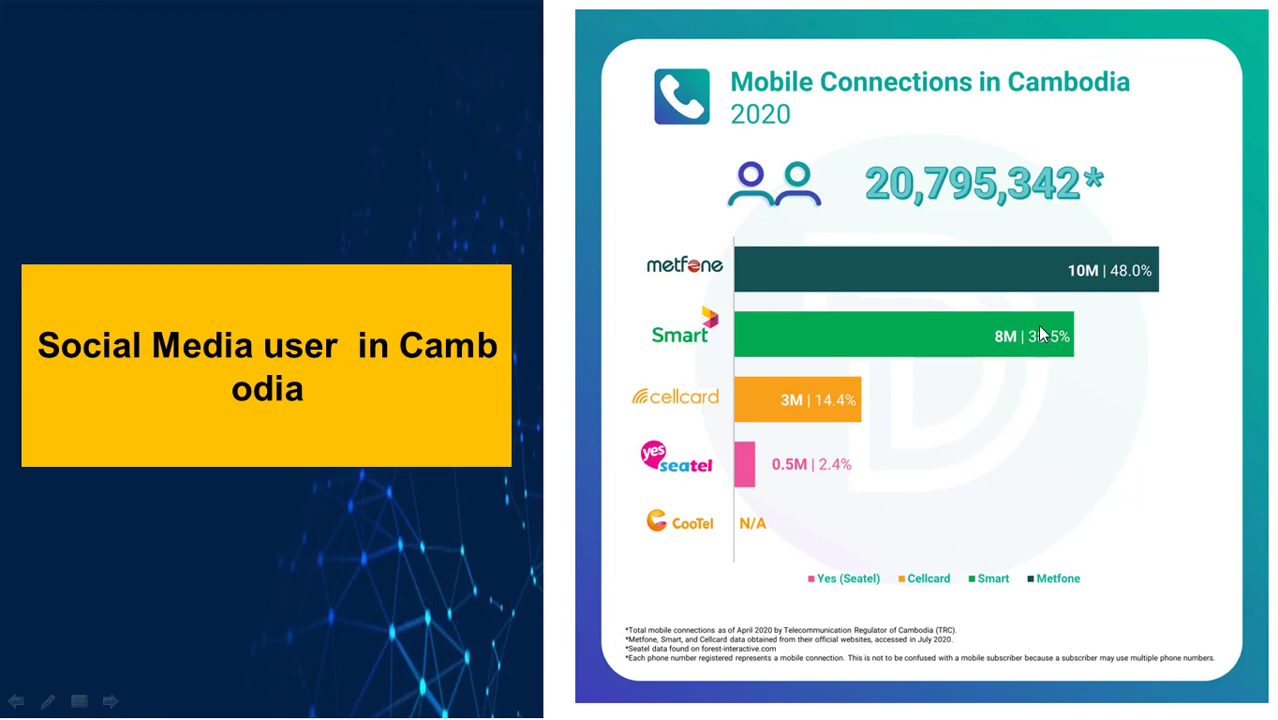 Social Media user  in Camb
odia
Mobile Connections in Cambodia
2020
20,795,342*
metfone
10M | 48.0%
Smart
8M |
cellcard
3M | 14.4%
yes
seatel
0.5M | 2.4%
CooTel
N/A
Yes (Seatel) Cellcard Smart Metfone
*Total mobile connections as of April 2020 by Telecommunication Regulator of Cambodia (TRC).
*Metfone, Smart, and Cellcard data obtained from their official websites, accessed in July 2020.
*Seatel data found on forest-interactive.com
*Each phone number registered represents a mobile connection. This is not to be confused with a mobile subscriber because a subscriber may use multiple phone numbers.